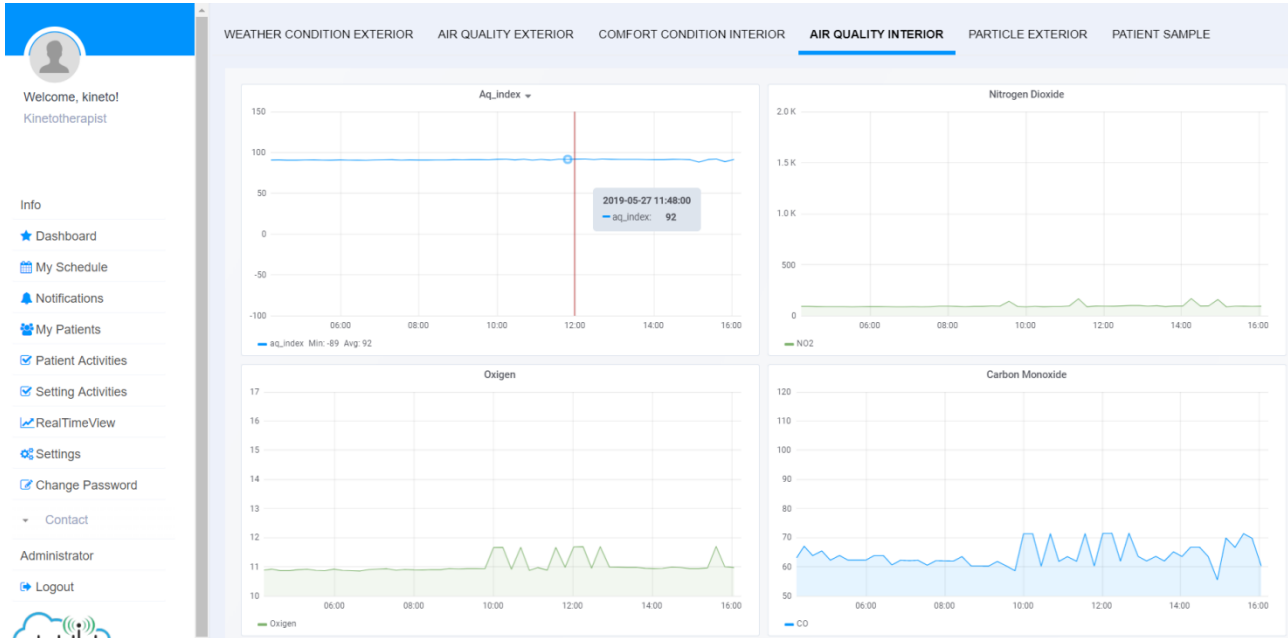 WEATHER CONDITION EXTERIOR AIR QUALITY EXTERIOR COMFORT CONDITION INTERIOR AIR QUALITY INTERIOR PARTICLE EXTERIOR PATIENT SAMPLE
Welcome, kineto!
Kinetotherapist
Info
Dashboard
My Schedule
Notifications
My Patients
Patient Activities
Setting Activities
RealTimeView
Settings
Change Password
Contact
Administrator
Logout
Aq_index
150
100
50
0
-50
-100
06:00 08:00 10:00 12:00 14:00 16:00
2019-05-27 11:48:00
aq_index: 92
aq_index Min: -89 Avg: 92
Nitrogen Dioxide
2.0 K
1.5 K
1.0 K
500
0
06:00 08:00 10:00 12:00 14:00 16:00
NO2
Oxigen
17
16
15
14
13
12
11
10
06:00 08:00 10:00 12:00 14:00 16:00
Oxigen
Carbon Monoxide
120
110
100
90
80
70
60
50
06:00 08:00 10:00 12:00 14:00 16:00
CO